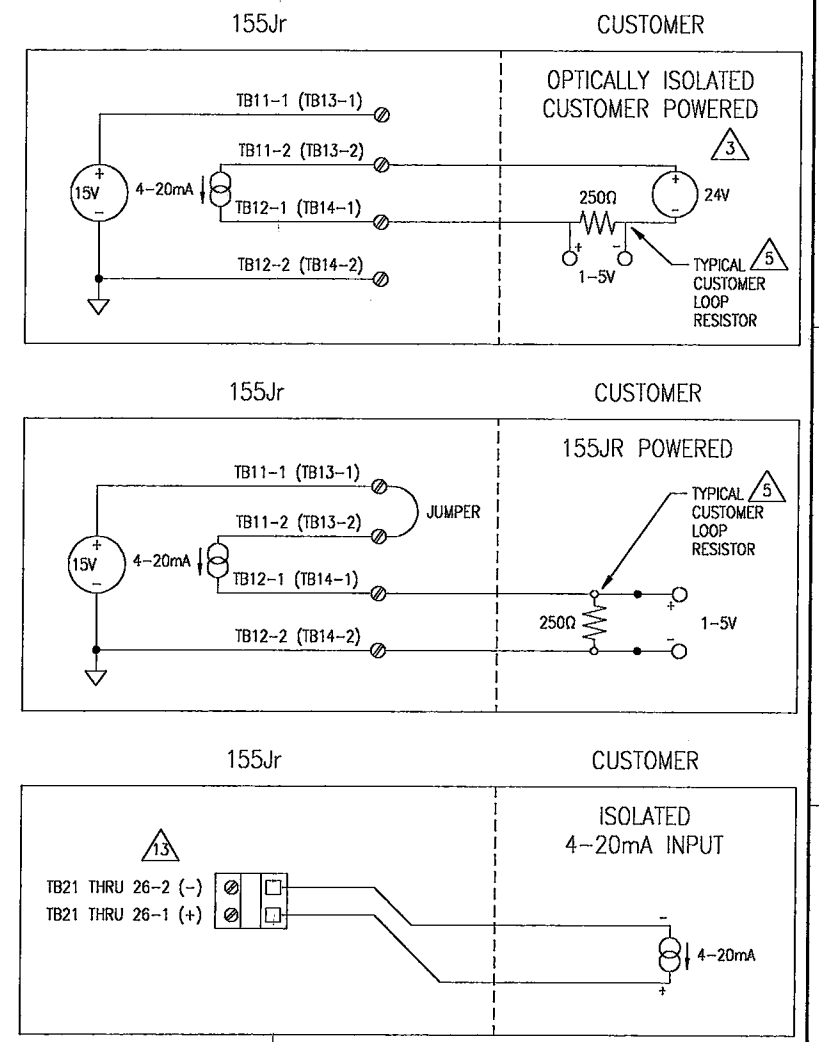 155Jr
CUSTOMER
OPTICALLY ISOLATED
CUSTOMER POWERED
3
TB11-1 (TB13-1)
TB11-2 (TB13-2)
+
15V
-
4-20mA
TB12-1 (TB14-1)
TB12-2 (TB14-2)
+
24V
-
250Ω
+
-
1-5V
TYPICAL 5
CUSTOMER
LOOP
RESISTOR
155Jr
CUSTOMER
155JR POWERED
TB11-1 (TB13-1)
JUMPER
TB11-2 (TB13-2)
+
15V
-
4-20mA
TB12-1 (TB14-1)
TB12-2 (TB14-2)
TYPICAL 5
CUSTOMER
LOOP
RESISTOR
250Ω
+
1-5V
-
155Jr
CUSTOMER
ISOLATED
4-20mA INPUT
13
TB21 THRU 26-2 (-)
TB21 THRU 26-1 (+)
-
4-20mA
+